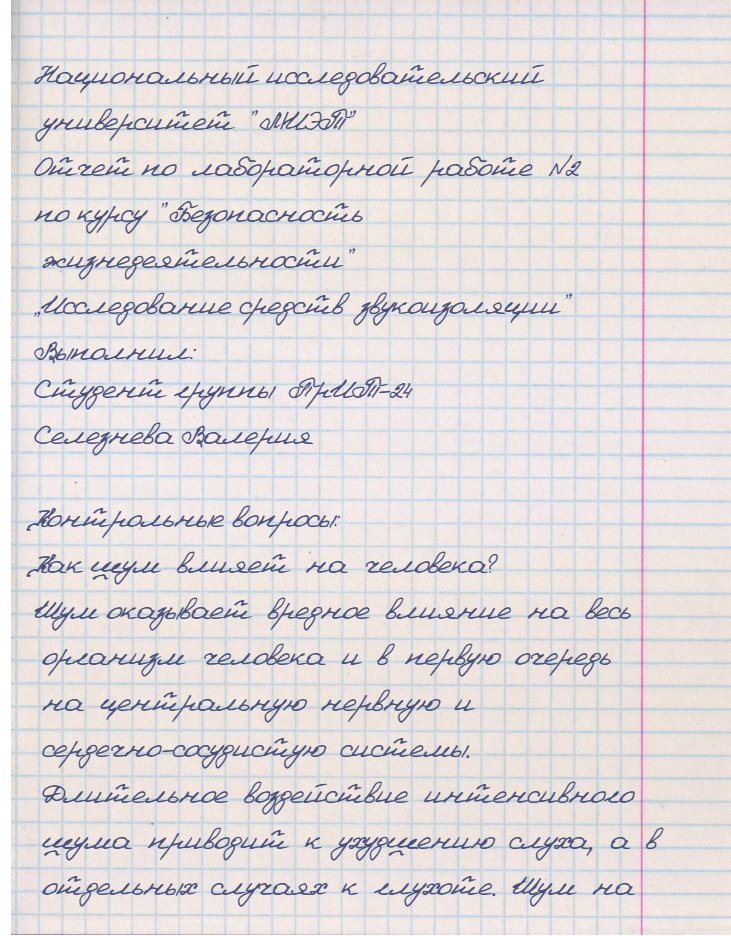 Национальный исследовательский
университет "МИЭТ"
Отчет по лабораторной работе №2
по курсу "Безопасность
жизнедеятельности"
„Исследование средств звукоизоляции"
Выполнил:
Студент группы ПрИТ-24
Селезнева Валерия
Контрольные вопросы:
Как шум влияет на человека?
Шум оказывает вредное влияние на весь
организм человека и в первую очередь
на центральную нервную и
сердечно-сосудистую системы.
Длительное воздействие интенсивного
шума приводит к ухудшению слуха, а в
отдельных случаях к глухоте. Шум на